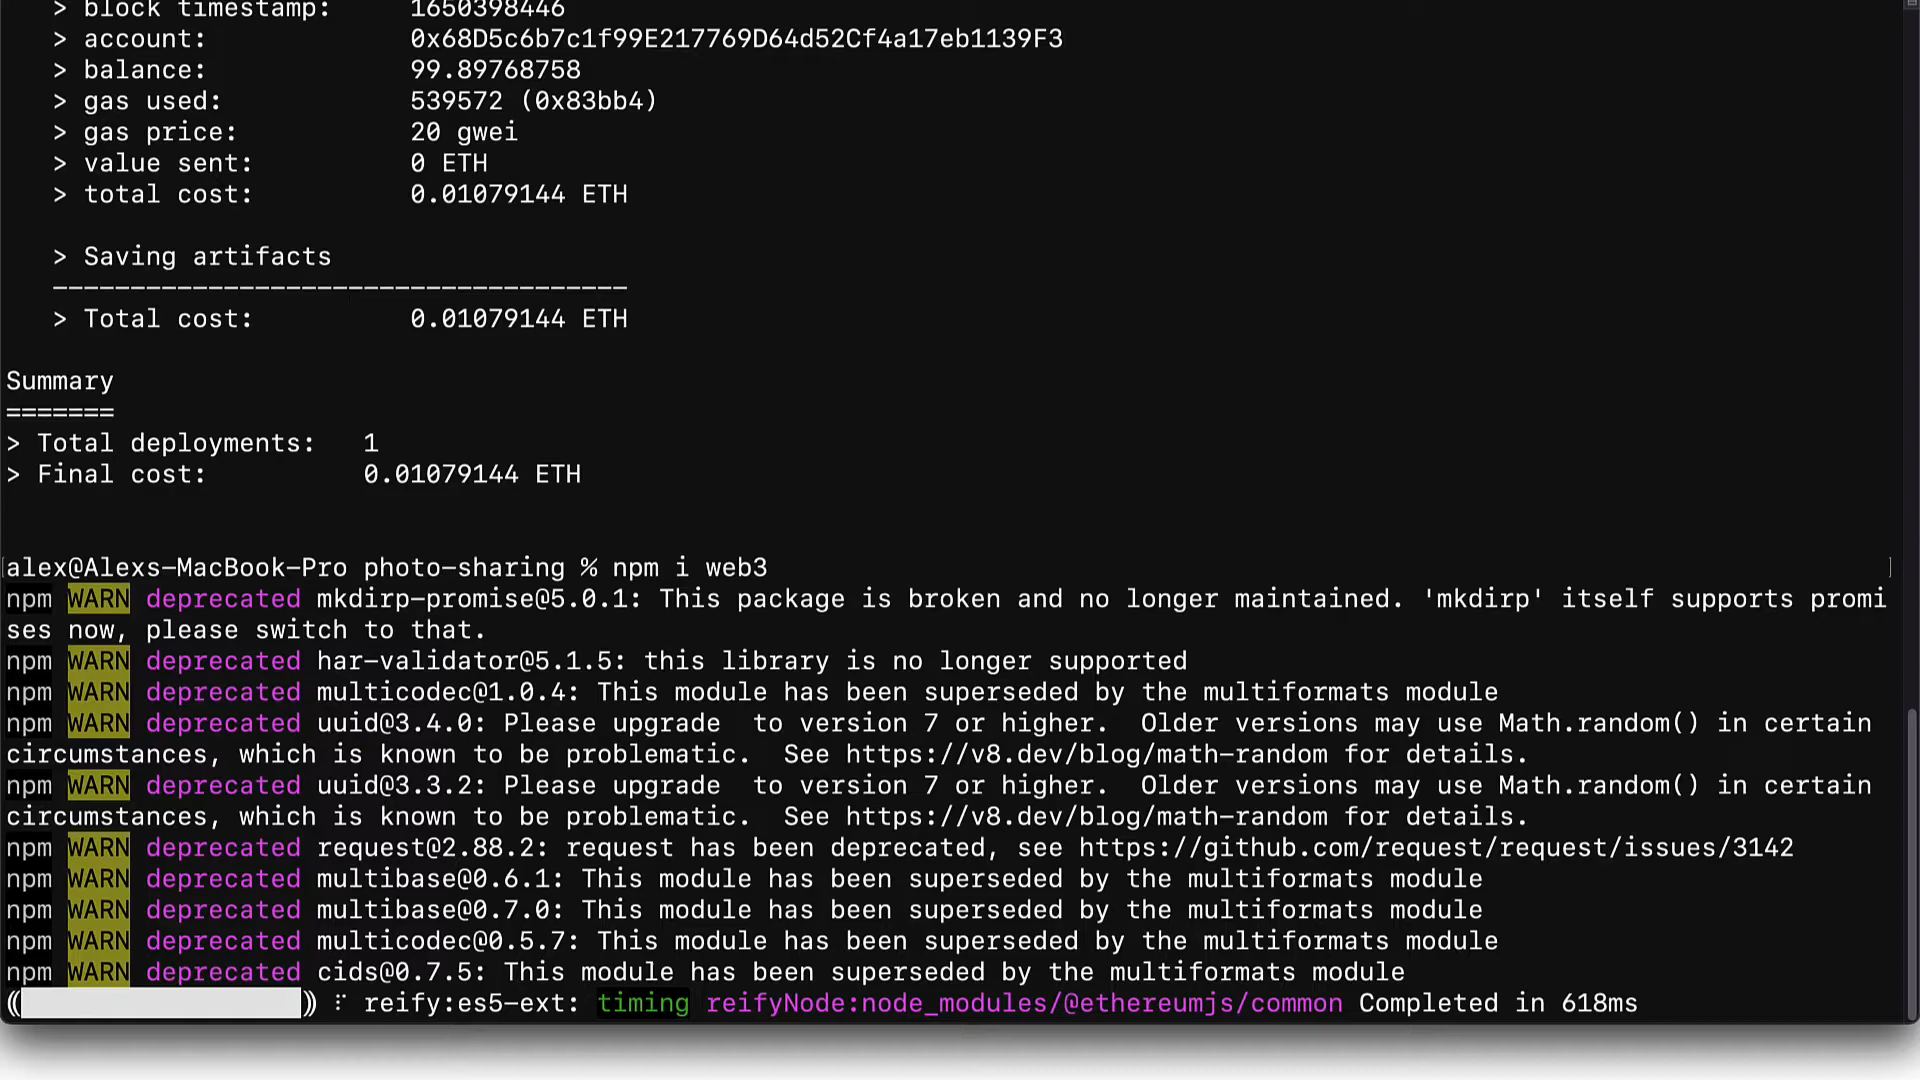 > block timestamp: 1650398446
> account: 0x68D5c6b7c1f99E217769D64d52Cf4a17eb1139F3
> balance: 99.89768758
> gas used: 539572 (0x83bb4)
> gas price: 20 gwei
> value sent: 0 ETH
> total cost: 0.01079144 ETH
> Saving artifacts
-------------------------------------
> Total cost: 0.01079144 ETH
Summary
=======
> Total deployments: 1
> Final cost: 0.01079144 ETH
[alex@Alexs-MacBook-Pro photo-sharing % npm i web3 ]
npm WARN deprecated mkdirp-promise@5.0.1: This package is broken and no longer maintained. 'mkdirp' itself supports promi
ses now, please switch to that.
npm WARN deprecated har-validator@5.1.5: this library is no longer supported
npm WARN deprecated multicodec@1.0.4: This module has been superseded by the multiformats module
npm WARN deprecated uuid@3.4.0: Please upgrade  to version 7 or higher.  Older versions may use Math.random() in certain
circumstances, which is known to be problematic.  See https://v8.dev/blog/math-random for details.
npm WARN deprecated uuid@3.3.2: Please upgrade  to version 7 or higher.  Older versions may use Math.random() in certain
circumstances, which is known to be problematic.  See https://v8.dev/blog/math-random for details.
npm WARN deprecated request@2.88.2: request has been deprecated, see https://github.com/request/request/issues/3142
npm WARN deprecated multibase@0.6.1: This module has been superseded by the multiformats module
npm WARN deprecated multibase@0.7.0: This module has been superseded by the multiformats module
npm WARN deprecated multicodec@0.5.7: This module has been superseded by the multiformats module
npm WARN deprecated cids@0.7.5: This module has been superseded by the multiformats module
(( )) ⠏ reify:es5-ext: timing reifyNode:node_modules/@ethereumjs/common Completed in 618ms